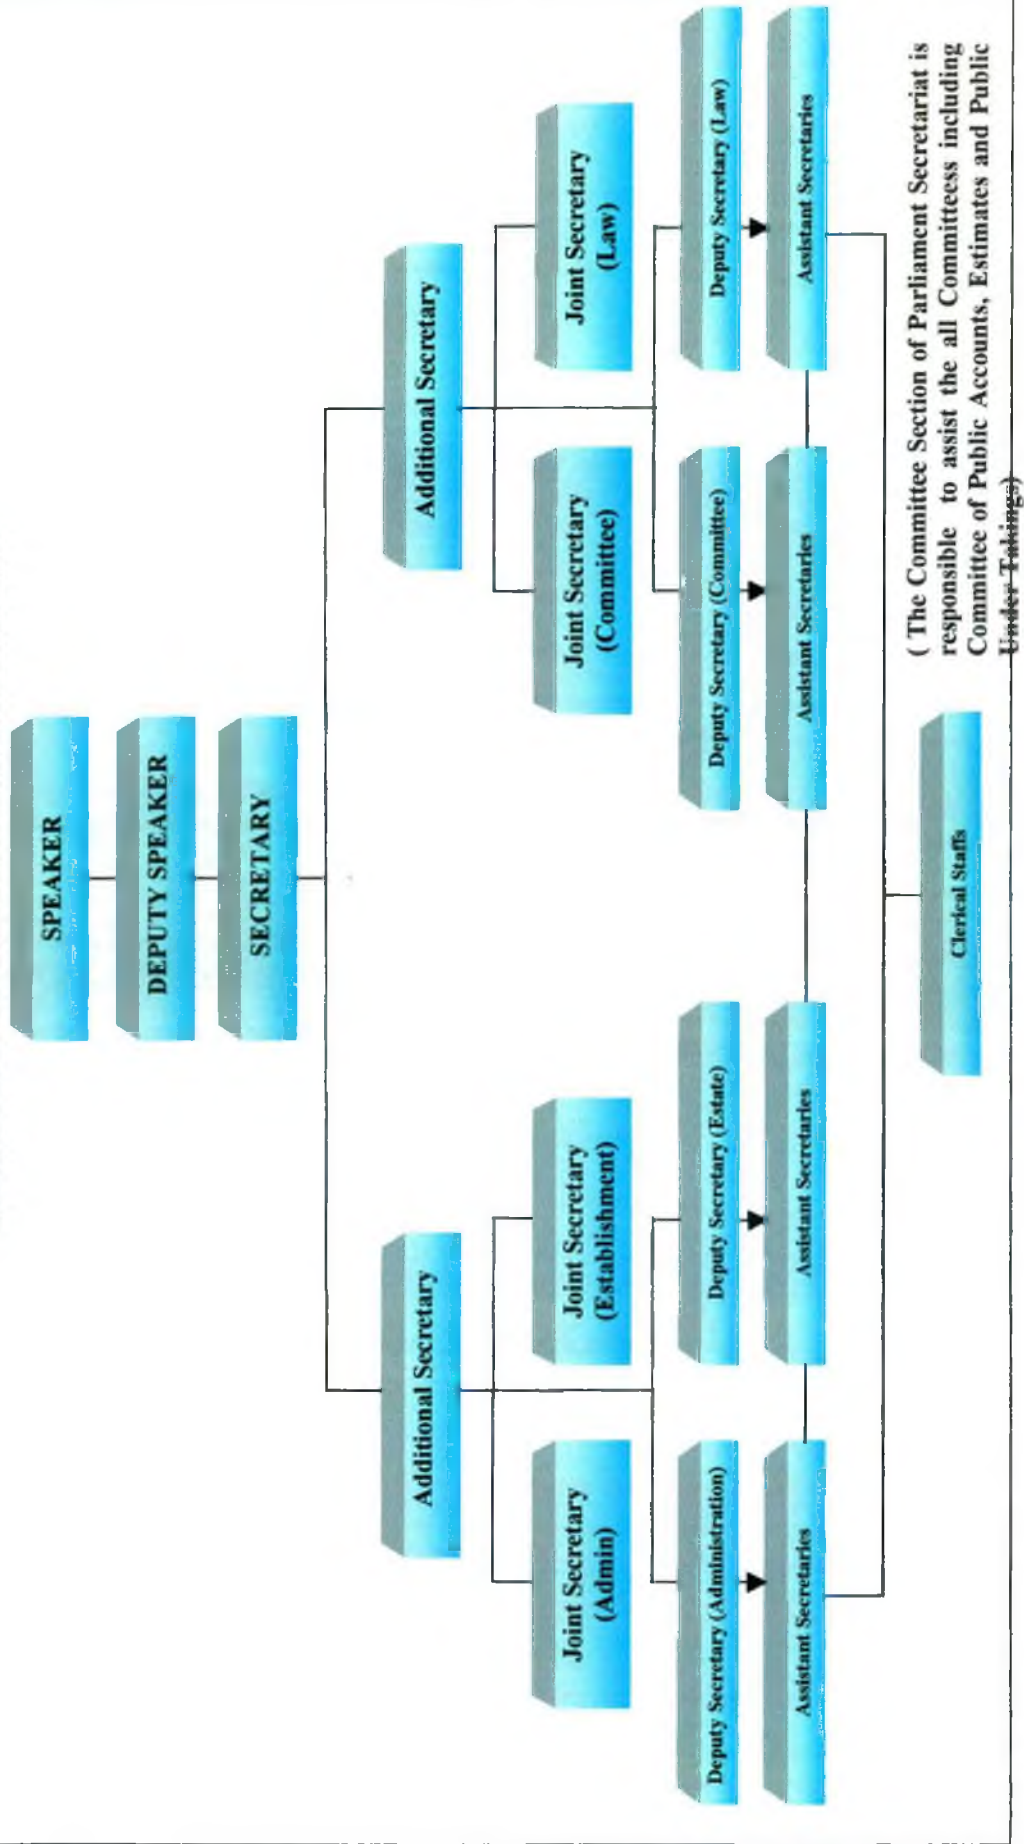 SPEAKER
DEPUTY SPEAKER
SECRETARY
Additional Secretary
Additional Secretary
Joint Secretary
(Admin)
Joint Secretary
(Establishment)
Joint Secretary
(Committee)
Joint Secretary
(Law)
Deputy Secretary (Administration)
Deputy Secretary (Estate)
Deputy Secretary (Committee)
Deputy Secretary (Law)
Assistant Secretaries
Assistant Secretaries
Assistant Secretaries
Assistant Secretaries
Clerical Staffs
( The Committee Section of Parliament Secretariat is
responsible to assist the all Committeess including
Committee of Public Accounts, Estimates and Public
Under Takings)